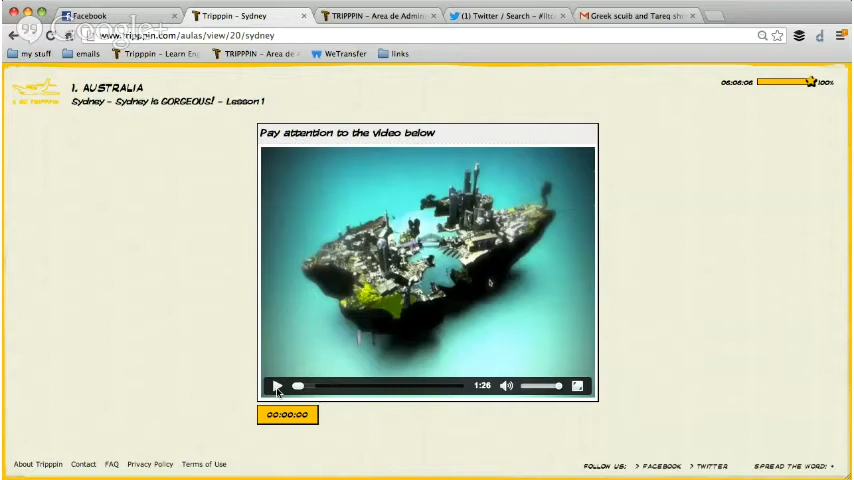 Facebook
Tripppin - Sydney
TRIPPPIN - Area de Admin
(1) Twitter / Search - #ltc
Greek scuib and Tareq sh
Google+
www.tripppin.com/aulas/view/20/sydney
my stuff
emails
Tripppin - Learn Eng
TRIPPPIN - Area de
WeTransfer
links
1. AUSTRALIA
Sydney - Sydney is GORGEOUS! - Lesson 1
100%
Pay attention to the video below
1:26
00:00:00
About Tripppin
Contact
FAQ
Privacy Policy
Terms of Use
FOLLOW US:
> FACEBOOK
> TWITTER
SPREAD THE WORD! +